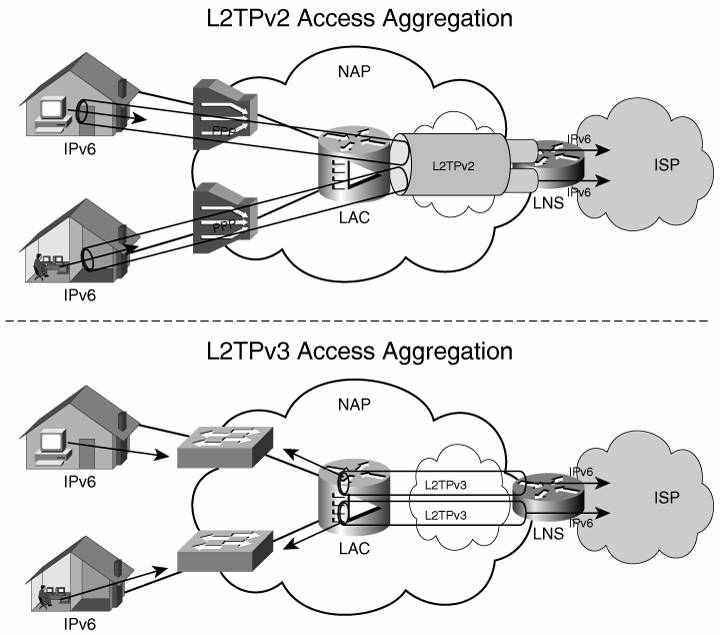 L2TPv2 Access Aggregation
NAP
PPP
IPv6
IPv6
L2TPv2
ISP
LAC
LNS
IPv6
PPP
IPv6
L2TPv3 Access Aggregation
NAP
IPv6
IPv6
L2TPv3
ISP
L2TPv3
IPv6
LAC
LNS
IPv6